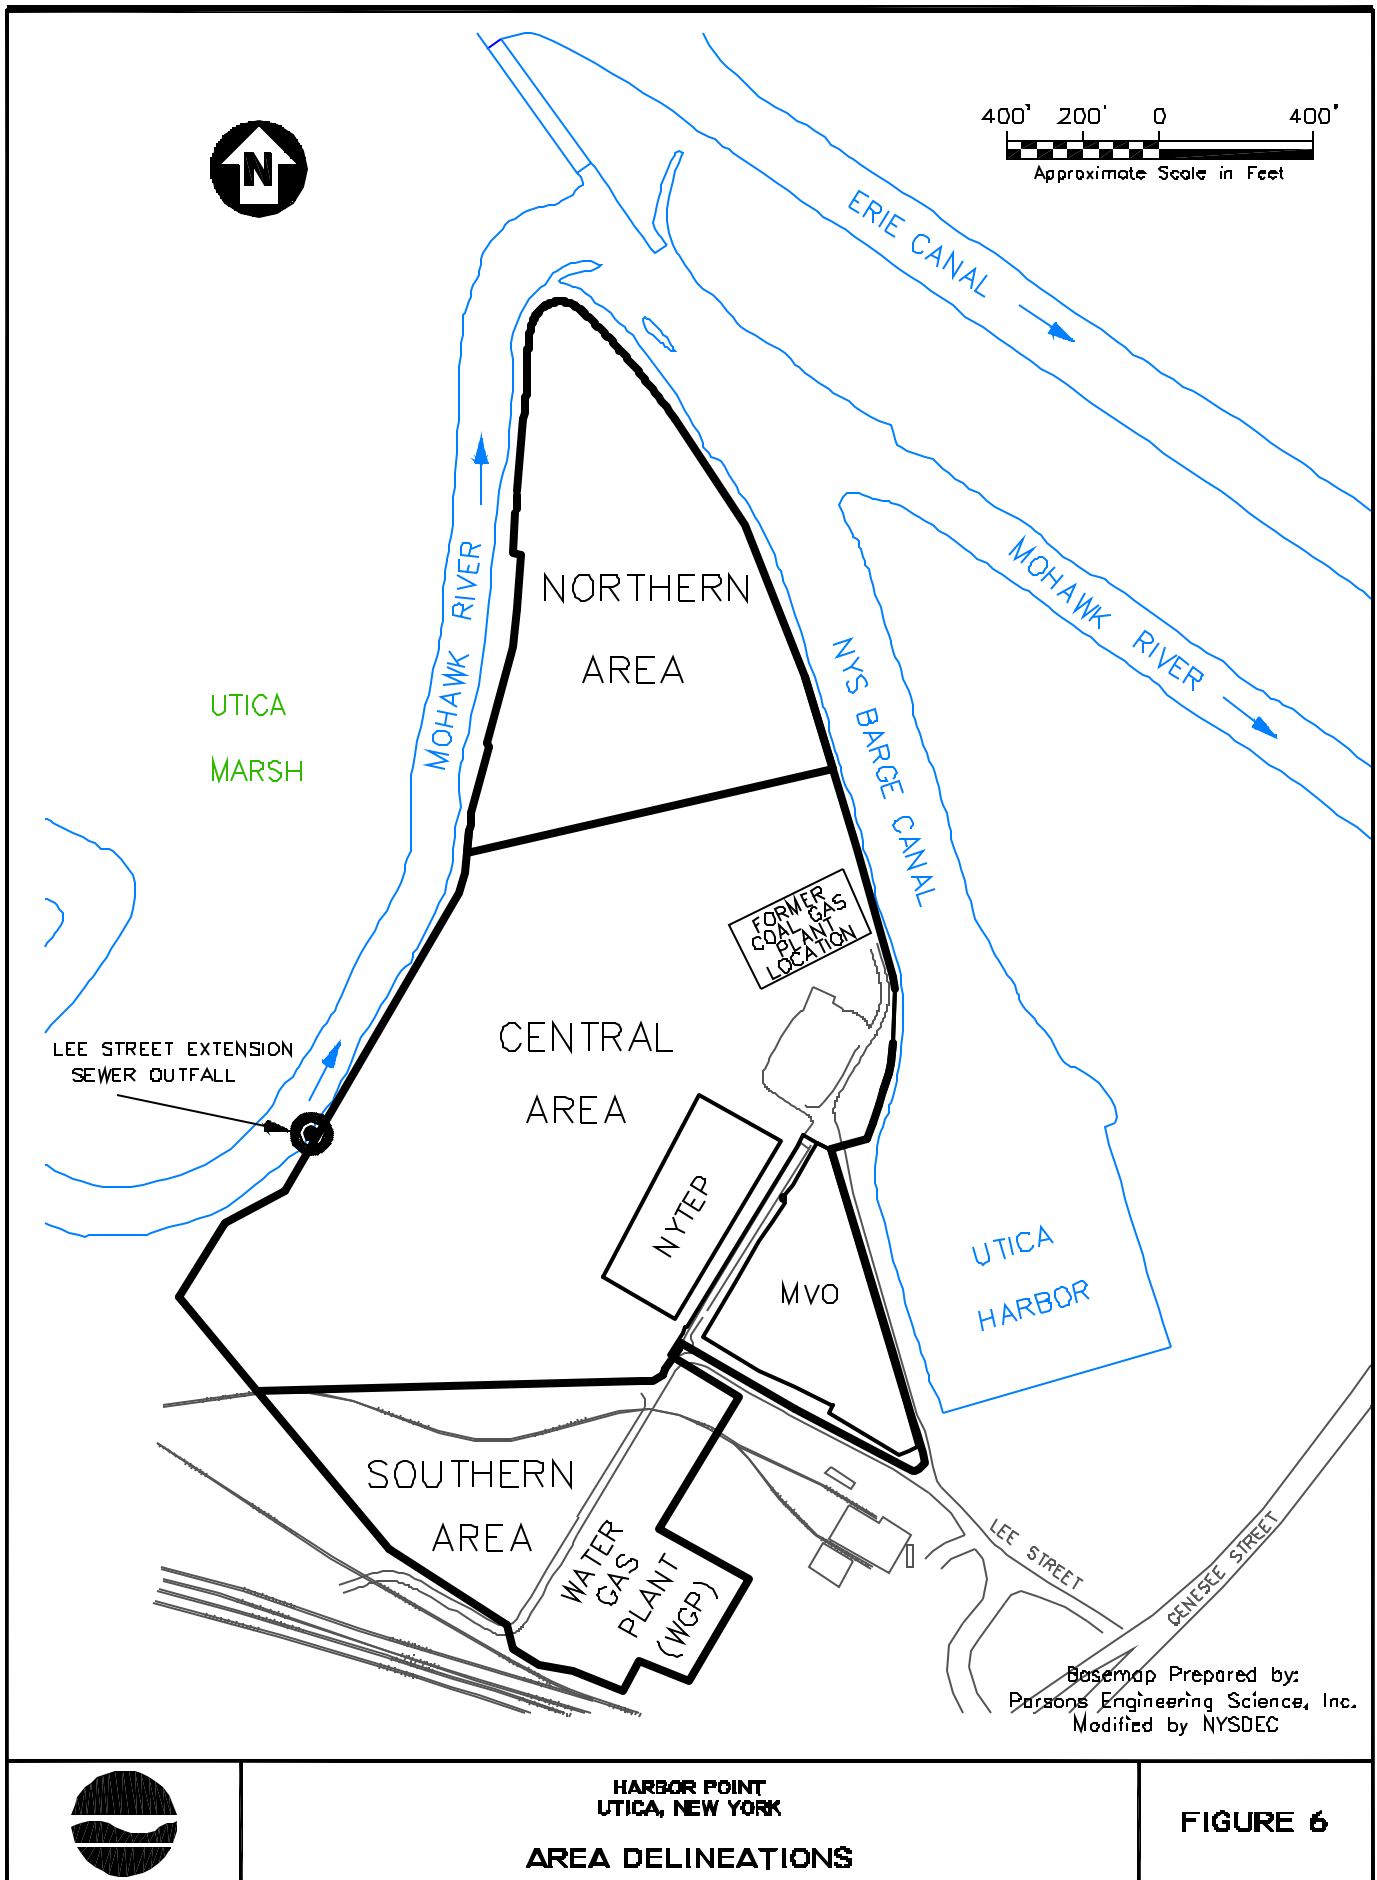 N
400' 200' 0 400'
Approximate Scale in Feet
ERIE CANAL
MOHAWK RIVER
MOHAWK RIVER
NYS BARGE CANAL
NORTHERN
AREA
UTICA
MARSH
FORMER
COAL GAS
PLANT
LOCATION
CENTRAL
AREA
LEE STREET EXTENSION
SEWER OUTFALL
NYTEP
MVO
UTICA
HARBOR
SOUTHERN
AREA
WATER
GAS
PLANT
(WGP)
LEE STREET
GENESEE STREET
Basemap Prepared by:
Parsons Engineering Science, Inc.
Modified by NYSDEC
HARBOR POINT
UTICA, NEW YORK
AREA DELINEATIONS
FIGURE 6